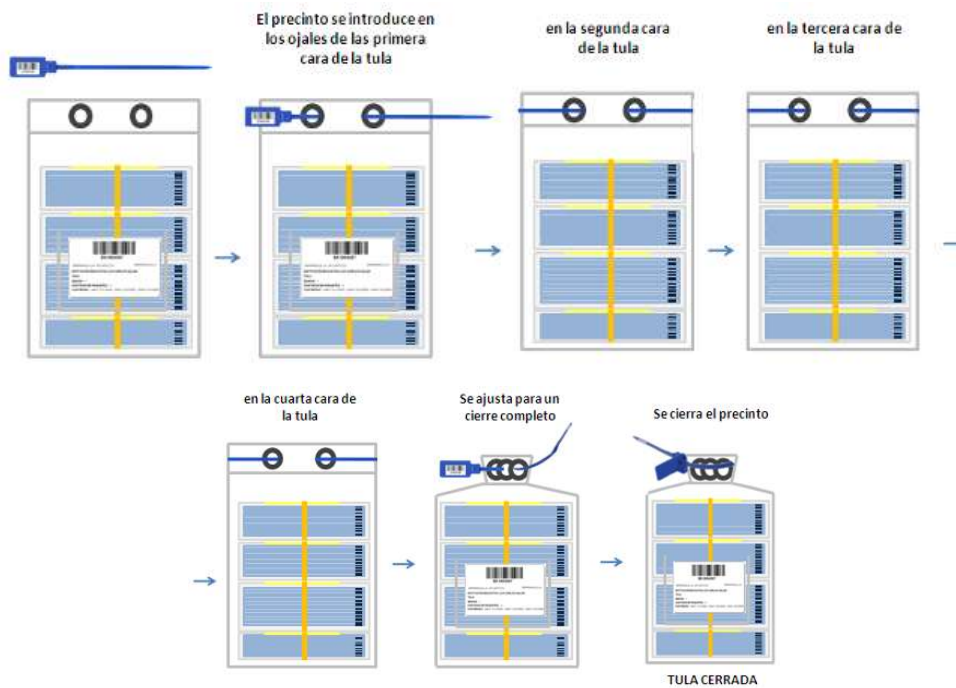 El precinto se introduce en
los ojales de las primera
cara de la tula
en la segunda cara
de la tula
en la tercera cara de
la tula
en la cuarta cara de
la tula
Se ajusta para un
cierre completo
Se cierra el precinto
TULA CERRADA